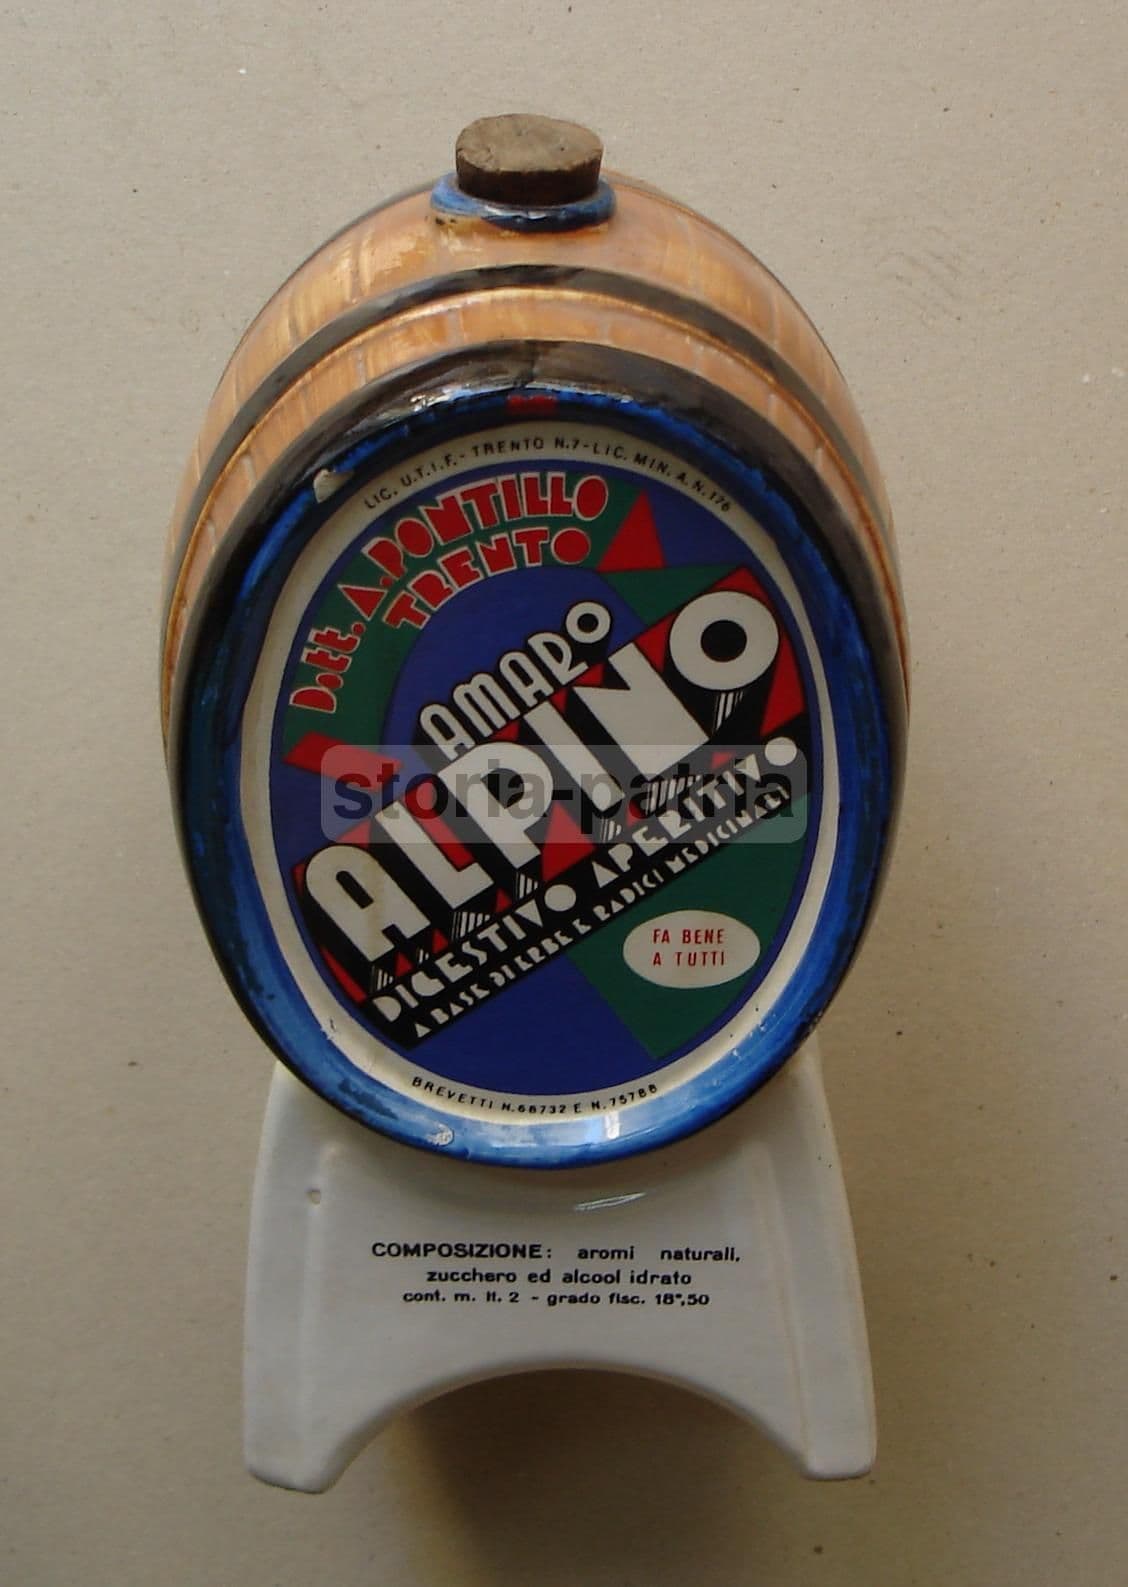 LIC. U.T.I.F. - TRENTO N.7 - LIC. MIN. A.N. 176
Dott. A. PONTILLO
TRENTO
AMARO
ALPINO
DIGESTIVO APERITIVO
A BASE DI ERBE E RADICI MEDICINALI
storia-patria
FA BENE
A TUTTI
BREVETTI N.68732 E N.75788
COMPOSIZIONE: aromi naturali,
zucchero ed alcool idrato
cont. m. lt. 2 - grado fisc. 18°,50